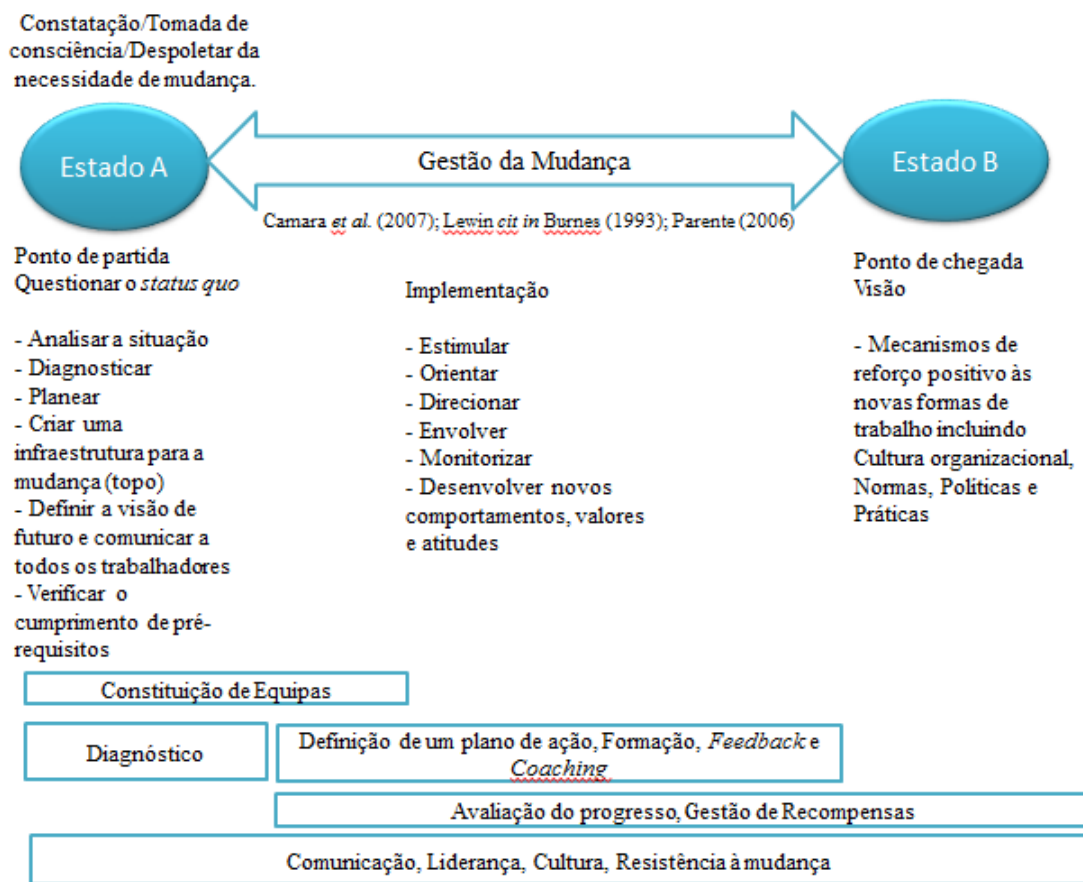 Constatação/Tomada de
consciência/Despoletar da
necessidade de mudança.
Estado A
Gestão da Mudança
Estado B
Camara et al. (2007); Lewin cit in Burnes (1993); Parente (2006)
Ponto de partida
Questionar o status quo
- Analisar a situação
- Diagnosticar
- Planear
- Criar uma
infraestrutura para a
mudança (topo)
- Definir a visão de
futuro e comunicar a
todos os trabalhadores
- Verificar o
cumprimento de pré-
requisitos
Implementação
- Estimular
- Orientar
- Direcionar
- Envolver
- Monitorizar
- Desenvolver novos
comportamentos, valores
e atitudes
Ponto de chegada
Visão
- Mecanismos de
reforço positivo às
novas formas de
trabalho incluindo
Cultura organizacional,
Normas, Políticas e
Práticas
Constituição de Equipas
Diagnóstico
Definição de um plano de ação, Formação, Feedback e
Coaching
Avaliação do progresso, Gestão de Recompensas
Comunicação, Liderança, Cultura, Resistência à mudança